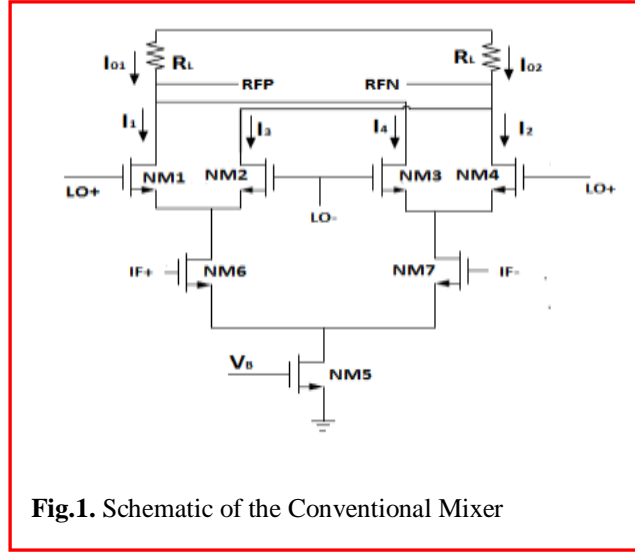 Io1 RL RL Io2
RFP RFN
I1 I3 I4 I2
NM1 NM2 NM3 NM4
LO+ LO- LO+
IF+ NM6 NM7 IF-
VB NM5
Fig.1. Schematic of the Conventional Mixer